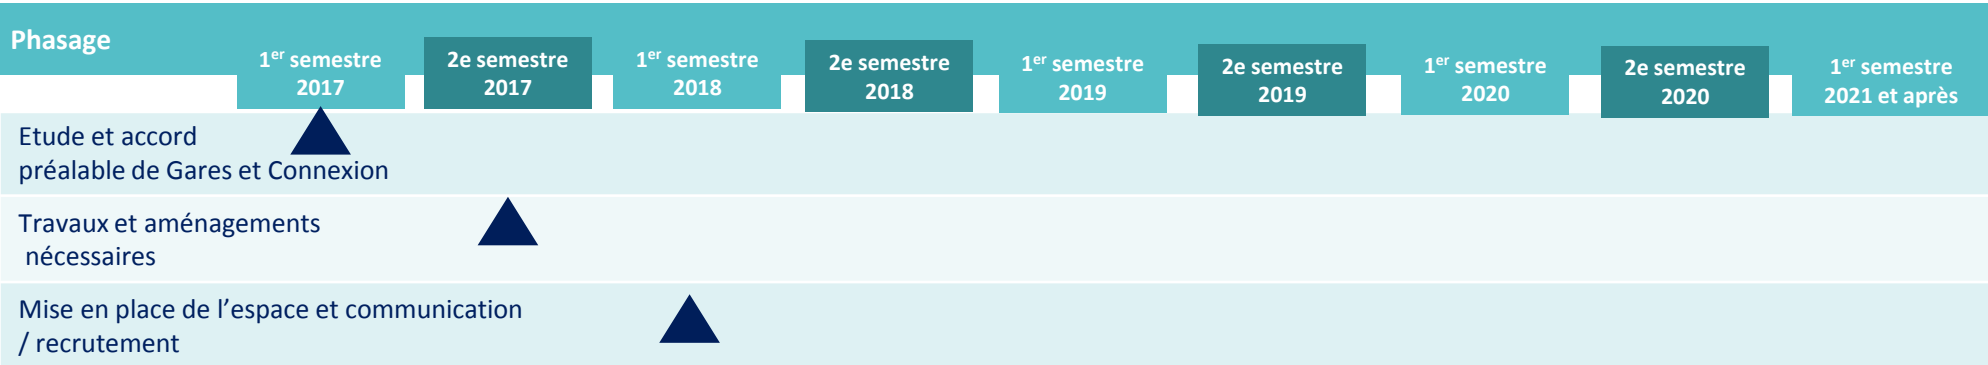 Phasage
1er semestre
2017
2e semestre
2017
1er semestre
2018
2e semestre
2018
1er semestre
2019
2e semestre
2019
1er semestre
2020
2e semestre
2020
1er semestre
2021 et après
Etude et accord
préalable de Gares et Connexion
Travaux et aménagements
nécessaires
Mise en place de l’espace et communication
/ recrutement